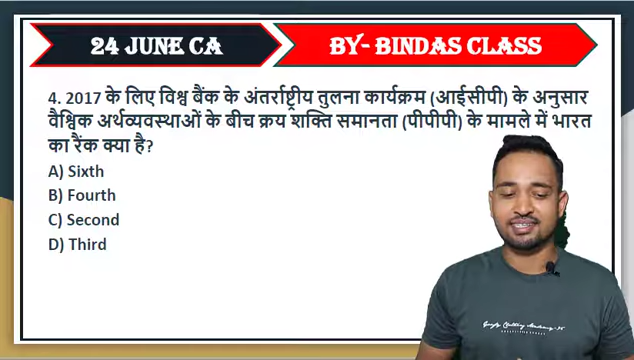 24 JUNE CA
BY- BINDAS CLASS
4. 2017 के लिए विश्व बैंक के अंतर्राष्ट्रीय तुलना कार्यक्रम (आईसीपी) के अनुसार
वैश्विक अर्थव्यवस्थाओं के बीच क्रय शक्ति समानता (पीपीपी) के मामले में भारत
का रैंक क्या है?
A) Sixth
B) Fourth
C) Second
D) Third